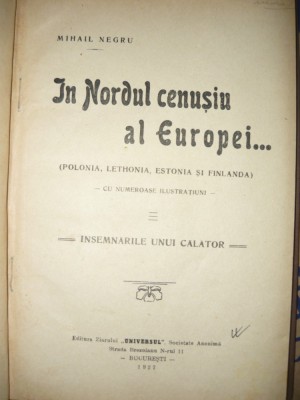 MIHAIL NEGRU
In Nordul cenușiu
al Europei...
(POLONIA, LETHONIA, ESTONIA ȘI FINLANDA)
— CU NUMEROASE ILUSTRAȚIUNI —
INSEMNARILE UNUI CALATOR
Editura Ziarului „UNIVERSUL”, Societate Anonimă
Strada Brezoianu N-rul 11
— BUCUREȘTI —